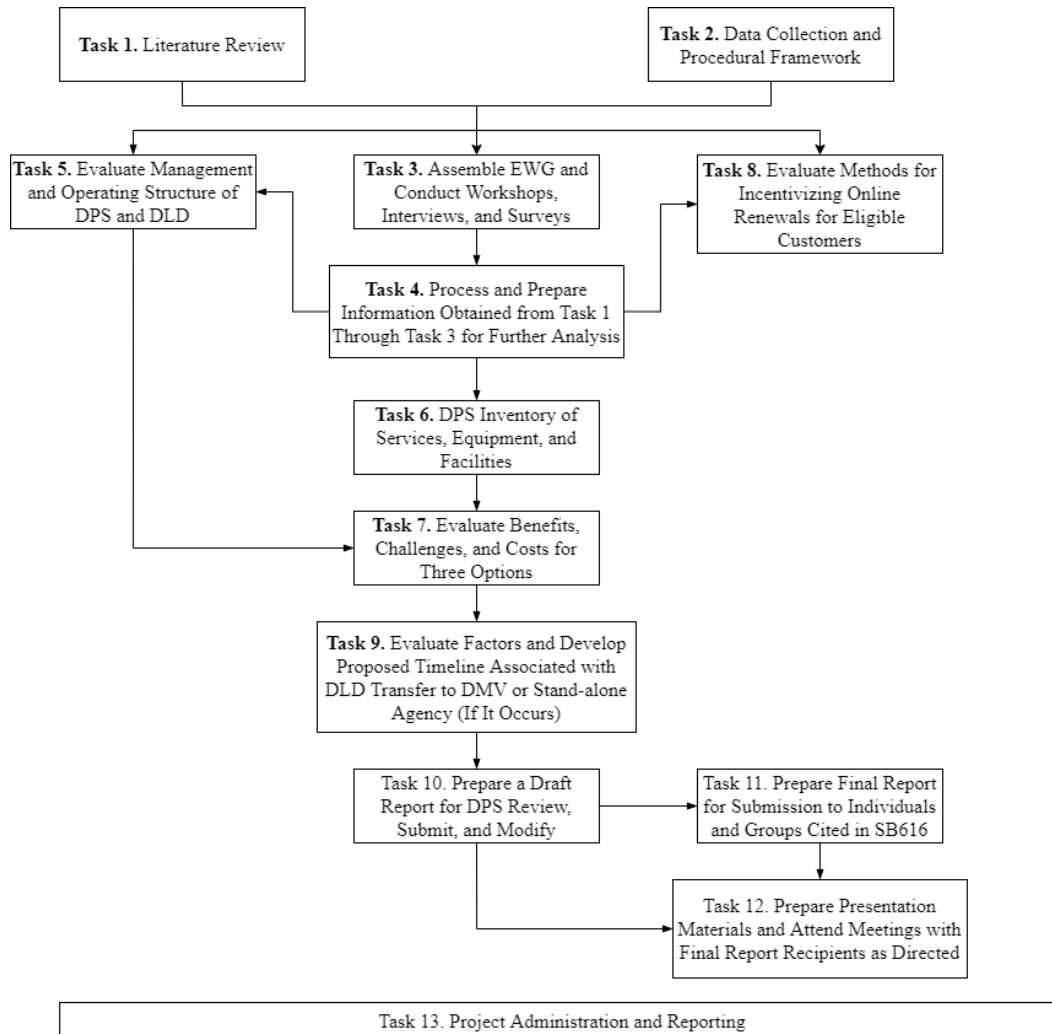 Task 1. Literature Review
Task 2. Data Collection and
Procedural Framework
Task 5. Evaluate Management
and Operating Structure of
DPS and DLD
Task 3. Assemble EWG and
Conduct Workshops,
Interviews, and Surveys
Task 8. Evaluate Methods for
Incentivizing Online
Renewals for Eligible
Customers
Task 4. Process and Prepare
Information Obtained from Task 1
Through Task 3 for Further Analysis
Task 6. DPS Inventory of
Services, Equipment, and
Facilities
Task 7. Evaluate Benefits,
Challenges, and Costs for
Three Options
Task 9. Evaluate Factors and Develop
Proposed Timeline Associated with
DLD Transfer to DMV or Stand-alone
Agency (If It Occurs)
Task 10. Prepare a Draft
Report for DPS Review,
Submit, and Modify
Task 11. Prepare Final Report
for Submission to Individuals
and Groups Cited in SB616
Task 12. Prepare Presentation
Materials and Attend Meetings with
Final Report Recipients as Directed
Task 13. Project Administration and Reporting